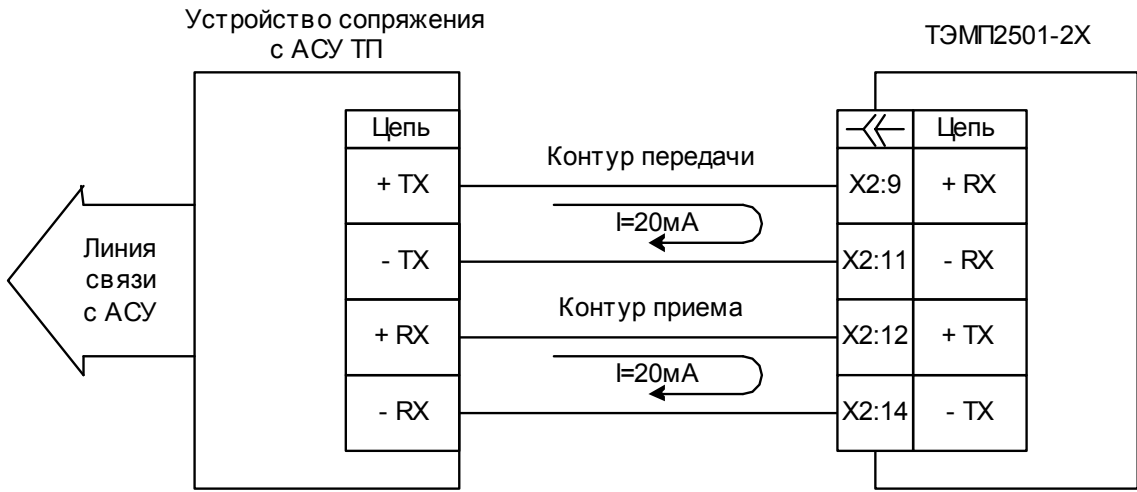 Устройство сопряжения
с АСУ ТП
ТЭМП2501-2Х
Цепь
Цепь
Контур передачи
+ TX
X2:9
+ RX
I=20мА
- TX
X2:11
- RX
Линия
связи
с АСУ
Контур приема
+ RX
X2:12
+ TX
I=20мА
- RX
X2:14
- TX